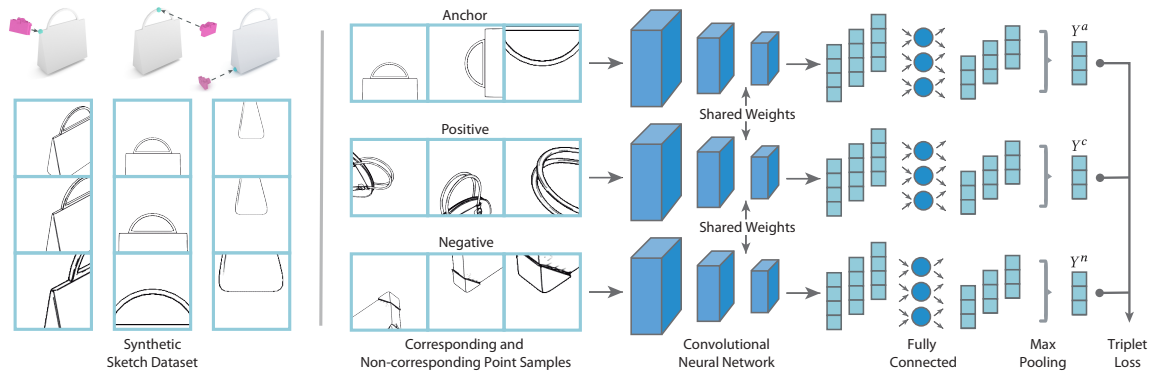 Anchor
Y^a
Shared Weights
Positive
Y^c
Shared Weights
Negative
Y^n
Synthetic
Sketch Dataset
Corresponding and
Non-corresponding Point Samples
Convolutional
Neural Network
Fully
Connected
Max
Pooling
Triplet
Loss